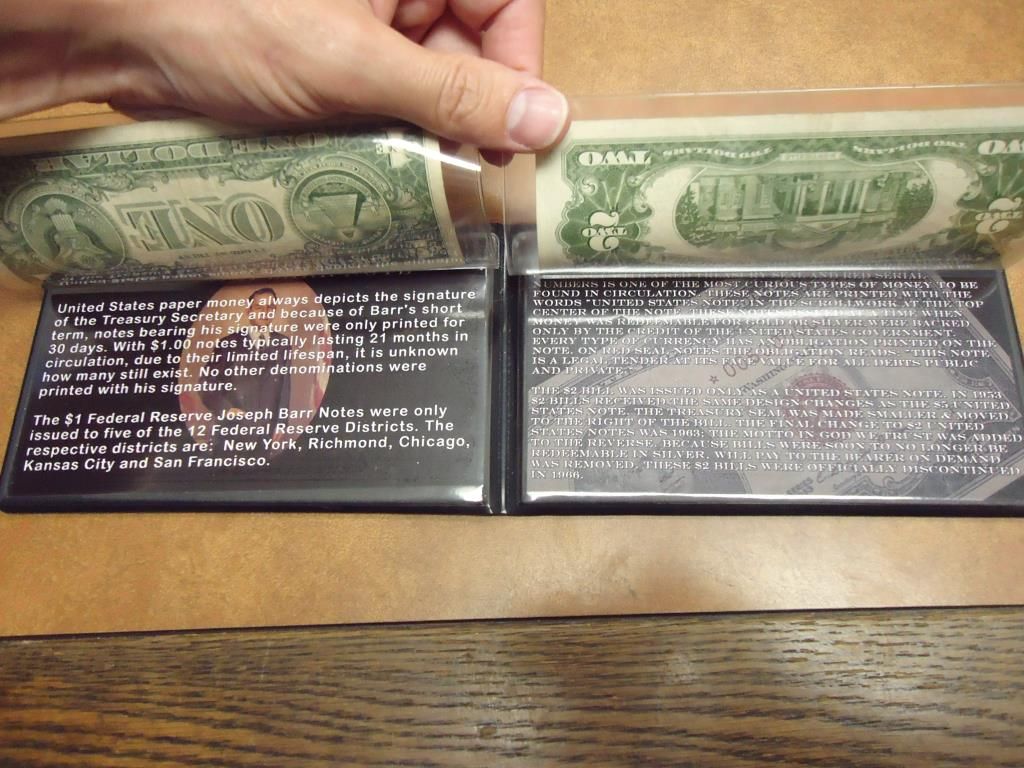 ONE DOLLAR
ONE
TWO DOLLARS
TWO
2
TWO
United States paper money always depicts the signature
of the Treasury Secretary and because of Barr's short
term, notes bearing his signature were only printed for
30 days. With $1.00 notes typically lasting 21 months in
circulation, due to their limited lifespan, it is unknown
how many still exist. No other denominations were
printed with his signature.
The $1 Federal Reserve Joseph Barr Notes were only
issued to five of the 12 Federal Reserve Districts. The
respective districts are: New York, Richmond, Chicago,
Kansas City and San Francisco.
SERIAL
NUMBERS IS ONE OF THE MOST CURIOUS TYPES OF MONEY TO BE
FOUND IN CIRCULATION. THESE NOTES ARE PRINTED WITH THE
WORDS "UNITED STATES NOTE" IN THE SCROLLWORK AT THE TOP
CENTER OF THE NOTE. THESE NOTES AT A TIME WHEN
MONEY WAS REDEEMABLE FOR GOLD OR SILVER WERE BACKED
ONLY BY THE CREDIT OF THE UNITED STATES GOVERNMENT.
EVERY TYPE OF CURRENCY HAS AN OBLIGATION PRINTED ON THE
NOTE. ON RED SEAL NOTES THE OBLIGATION READS: "THIS NOTE
IS A LEGAL TENDER AT ITS FACE VALUE FOR ALL DEBTS PUBLIC
AND PRIVATE."
THE $2 BILL WAS ISSUED ONLY AS A UNITED STATES NOTE. IN 1953
$2 BILLS RECEIVED THE SAME DESIGN CHANGES AS THE $5 UNITED
STATES NOTE. THE TREASURY SEAL WAS MADE SMALLER & MOVED
TO THE RIGHT OF THE BILL. THE FINAL CHANGE TO $2 UNITED
STATES NOTES WAS 1963; THE MOTTO IN GOD WE TRUST WAS ADDED
TO THE REVERSE. BECAUSE BILLS WERE SOON TO NO LONGER BE
REDEEMABLE IN SILVER, WILL PAY TO THE BEARER ON DEMAND
WAS REMOVED. THESE $2 BILLS WERE OFFICIALLY DISCONTINUED
IN 1966.